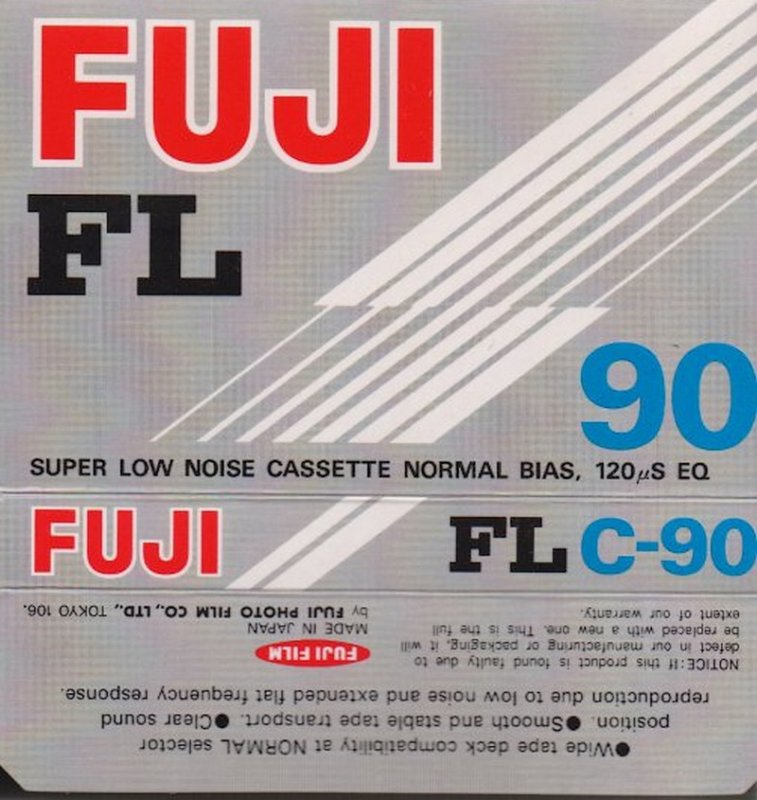 FUJI
FL
90
SUPER LOW NOISE CASSETTE NORMAL BIAS, 120µS EQ
FUJI
FL C-90
●Wide tape deck compatibility at NORMAL selector
position. ●Smooth and stable tape transport. ●Clear sound
reproduction due to low noise and extended flat frequency response.
NOTICE: If this product is found faulty due to
defect in our manufacturing or packaging, it will
be replaced with a new one. This is the full
extent of our warranty.
FUJI FILM
MADE IN JAPAN
by FUJI PHOTO FILM CO., LTD., TOKYO 106.